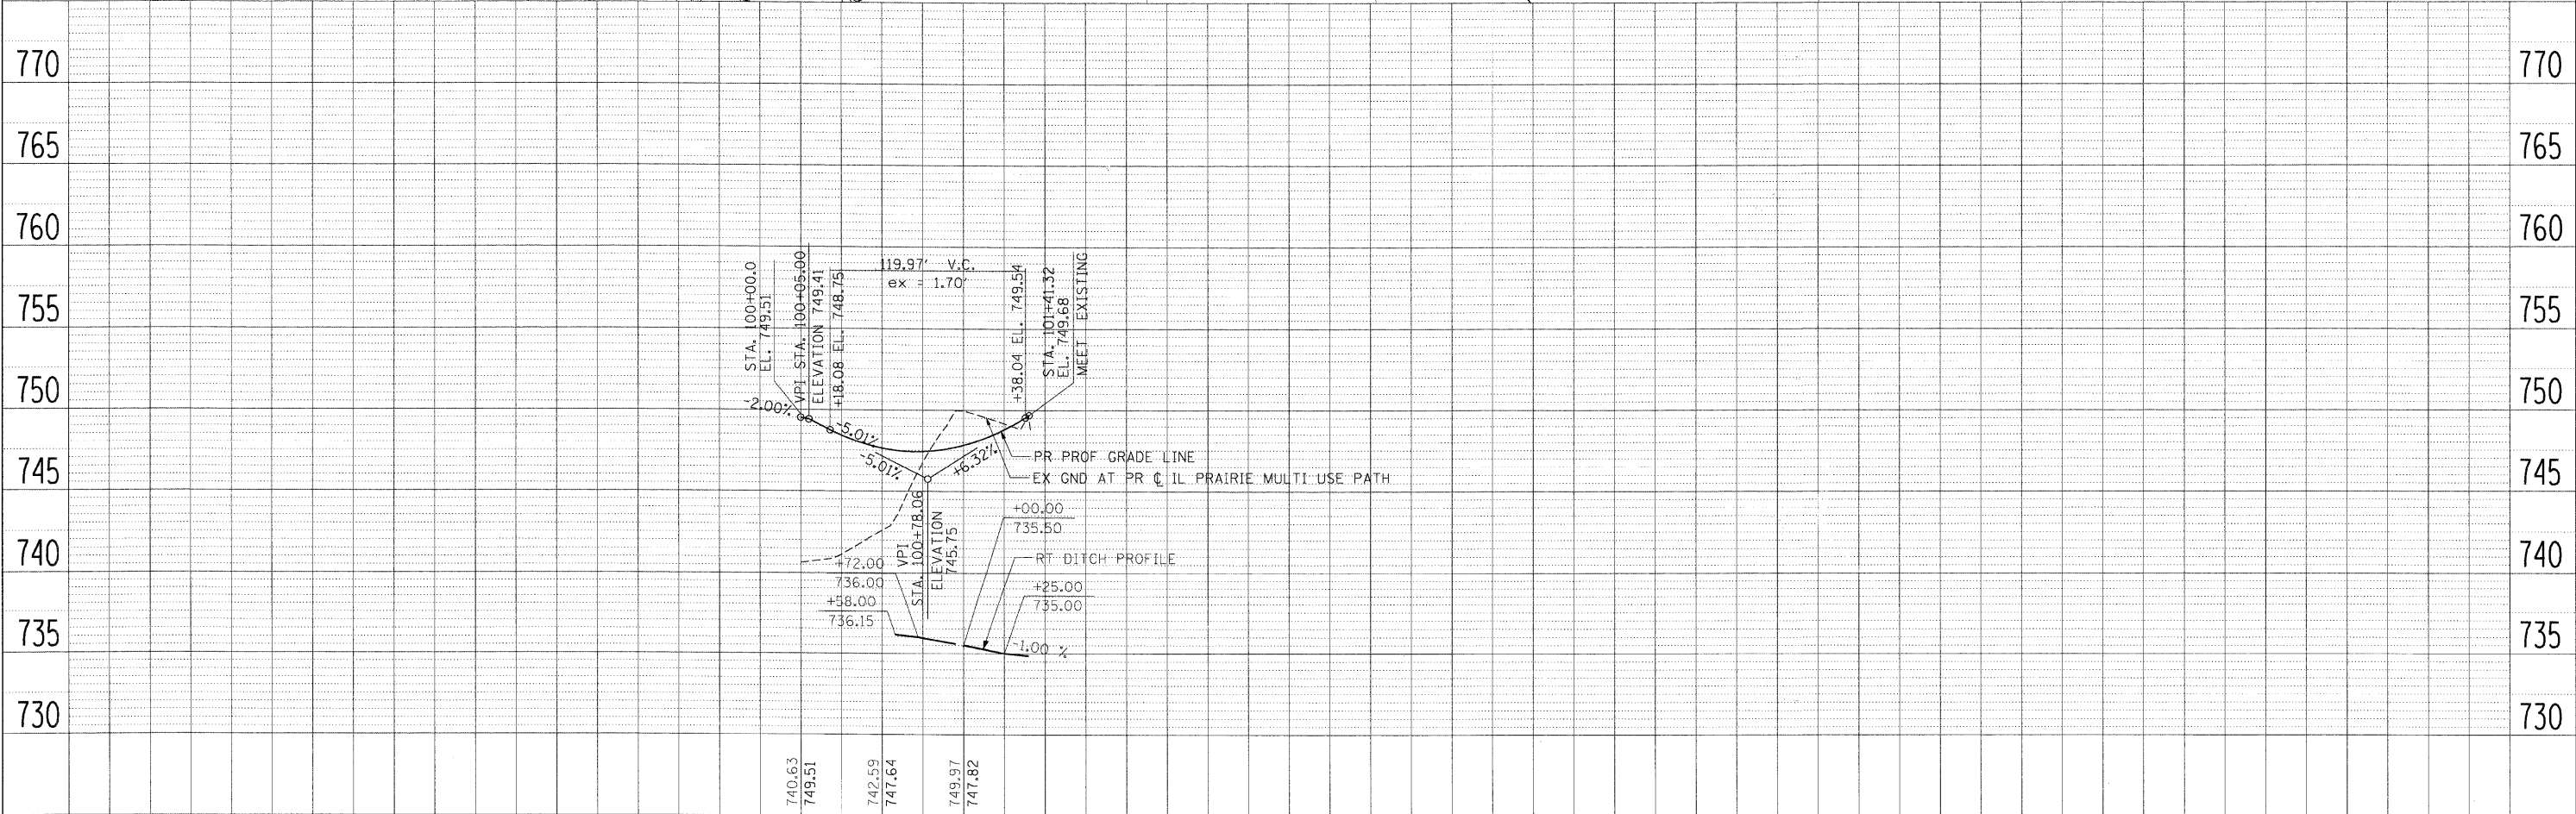 770 770
765 765
760 760
755 755
750 750
745 745
740 740
735 735
730 730
STA. 100+00.0
EL. 749.51
VPI STA. 100+05.00
ELEVATION 749.41
+18.08 EL. 748.75
119.97' V.C.
ex = 1.70'
+38.04 EL. 749.54
STA. 101+41.32
EL. 749.68
MEET EXISTING
-2.00%
-5.01%
-5.01%
+6.32%
PR PROF GRADE LINE
EX GND AT PR ℄ IL PRAIRIE MULTI USE PATH
VPI
STA. 100+78.06
ELEVATION
745.75
+00.00
735.50
RT DITCH PROFILE
+72.00
736.00
+58.00
736.15
+25.00
735.00
-1.00 %
740.63
749.51
742.59
747.64
749.97
747.82